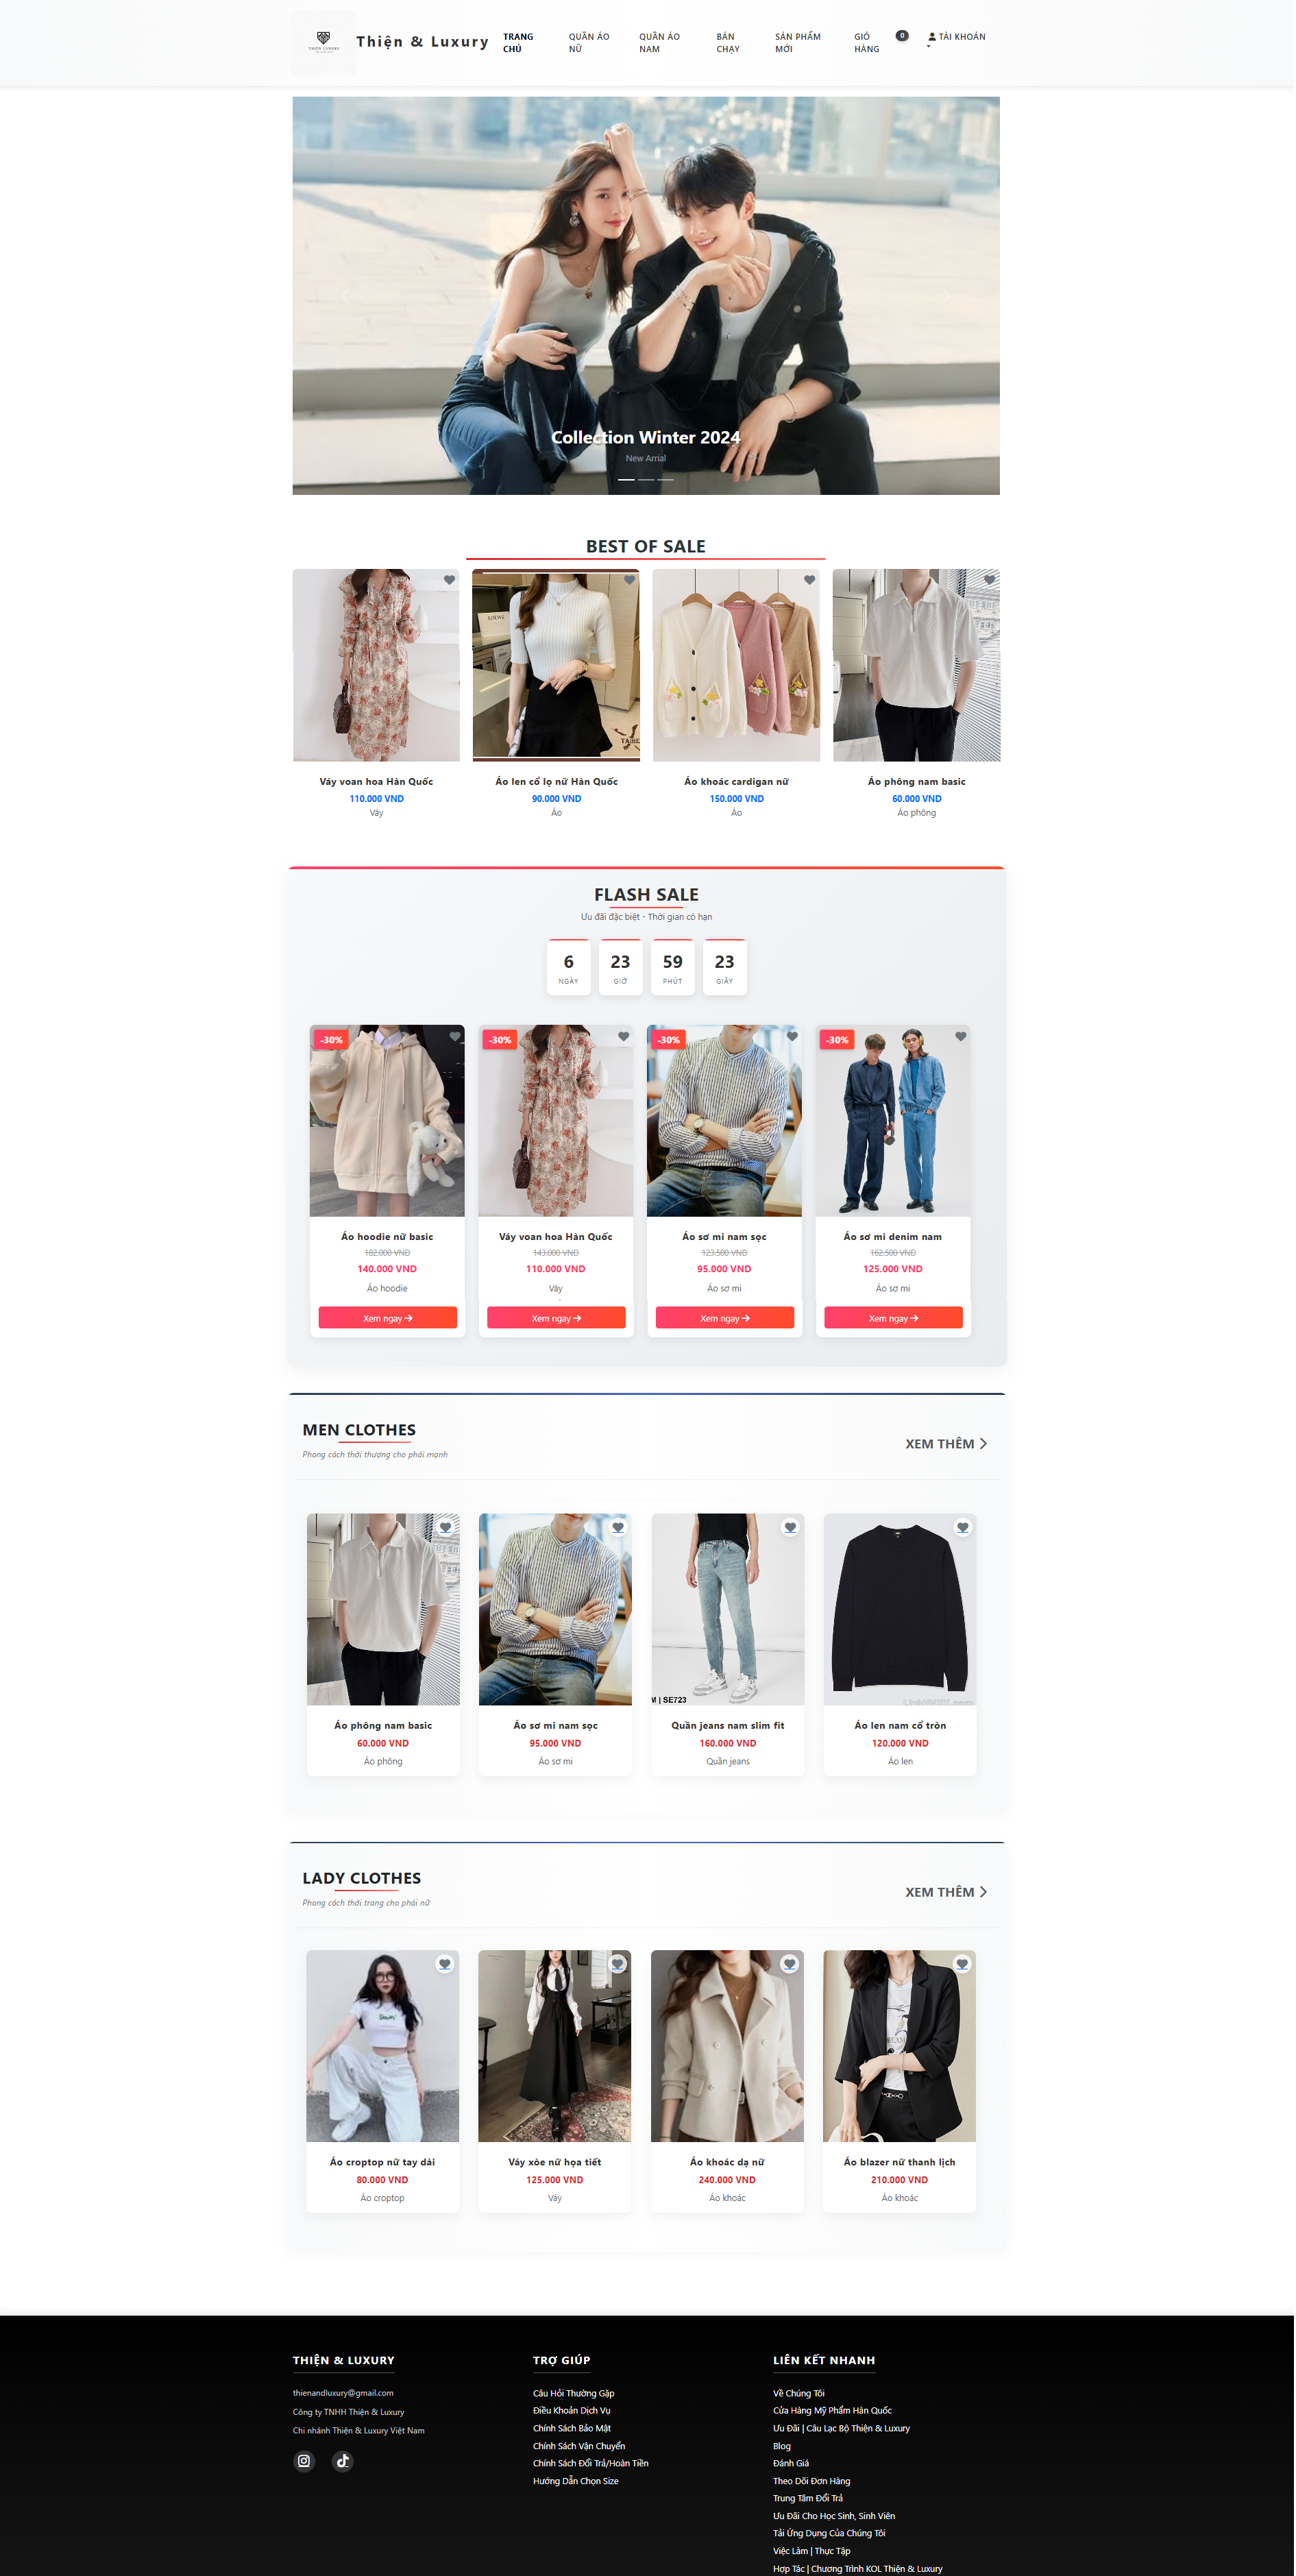 THIỆN LUXURY
Thiện & Luxury
TRANG CHỦ
QUẦN ÁO NỮ
QUẦN ÁO NAM
BÁN CHẠY
SẢN PHẨM MỚI
GIỎ HÀNG
0
TÀI KHOẢN
Collection Winter 2024
New Arrial
BEST OF SALE
LOEWE
Váy voan hoa Hàn Quốc
110.000 VND
Váy
Áo len cổ lọ nữ Hàn Quốc
90.000 VND
Áo
Áo khoác cardigan nữ
150.000 VND
Áo
Áo phông nam basic
60.000 VND
Áo phông
FLASH SALE
Ưu đãi đặc biệt - Thời gian có hạn
6
NGÀY
23
GIỜ
59
PHÚT
23
GIÂY
-30%
-30%
-30%
-30%
Áo hoodie nữ basic
182.000 VND
140.000 VND
Áo hoodie
Xem ngay
Váy voan hoa Hàn Quốc
143.000 VND
110.000 VND
Váy
Xem ngay
Áo sơ mi nam sọc
123.500 VND
95.000 VND
Áo sơ mi
Xem ngay
Áo sơ mi denim nam
162.500 VND
125.000 VND
Áo sơ mi
Xem ngay
MEN CLOTHES
Phong cách thời thượng cho phái mạnh
XEM THÊM
M | SE723
Áo phông nam basic
60.000 VND
Áo phông
Áo sơ mi nam sọc
95.000 VND
Áo sơ mi
Quần jeans nam slim fit
160.000 VND
Quần jeans
Áo len nam cổ tròn
120.000 VND
Áo len
LADY CLOTHES
Phong cách thời trang cho phái nữ
XEM THÊM
Áo croptop nữ tay dài
80.000 VND
Áo croptop
Váy xòe nữ họa tiết
125.000 VND
Váy
Áo khoác dạ nữ
240.000 VND
Áo khoác
Áo blazer nữ thanh lịch
210.000 VND
Áo khoác
THIỆN & LUXURY
thienandluxury@gmail.com
Công ty TNHH Thiện & Luxury
Chi nhánh Thiện & Luxury Việt Nam
TRỢ GIÚP
Câu Hỏi Thường Gặp
Điều Khoản Dịch Vụ
Chính Sách Bảo Mật
Chính Sách Vận Chuyển
Chính Sách Đổi Trả/Hoàn Tiền
Hướng Dẫn Chọn Size
LIÊN KẾT NHANH
Về Chúng Tôi
Cửa Hàng Mỹ Phẩm Hàn Quốc
Ưu Đãi | Câu Lạc Bộ Thiện & Luxury
Blog
Đánh Giá
Theo Dõi Đơn Hàng
Trung Tâm Đổi Trả
Ưu Đãi Cho Học Sinh, Sinh Viên
Tải Ứng Dụng Của Chúng Tôi
Việc Làm | Thực Tập
Hợp Tác | Chương Trình KOL Thiện & Luxury